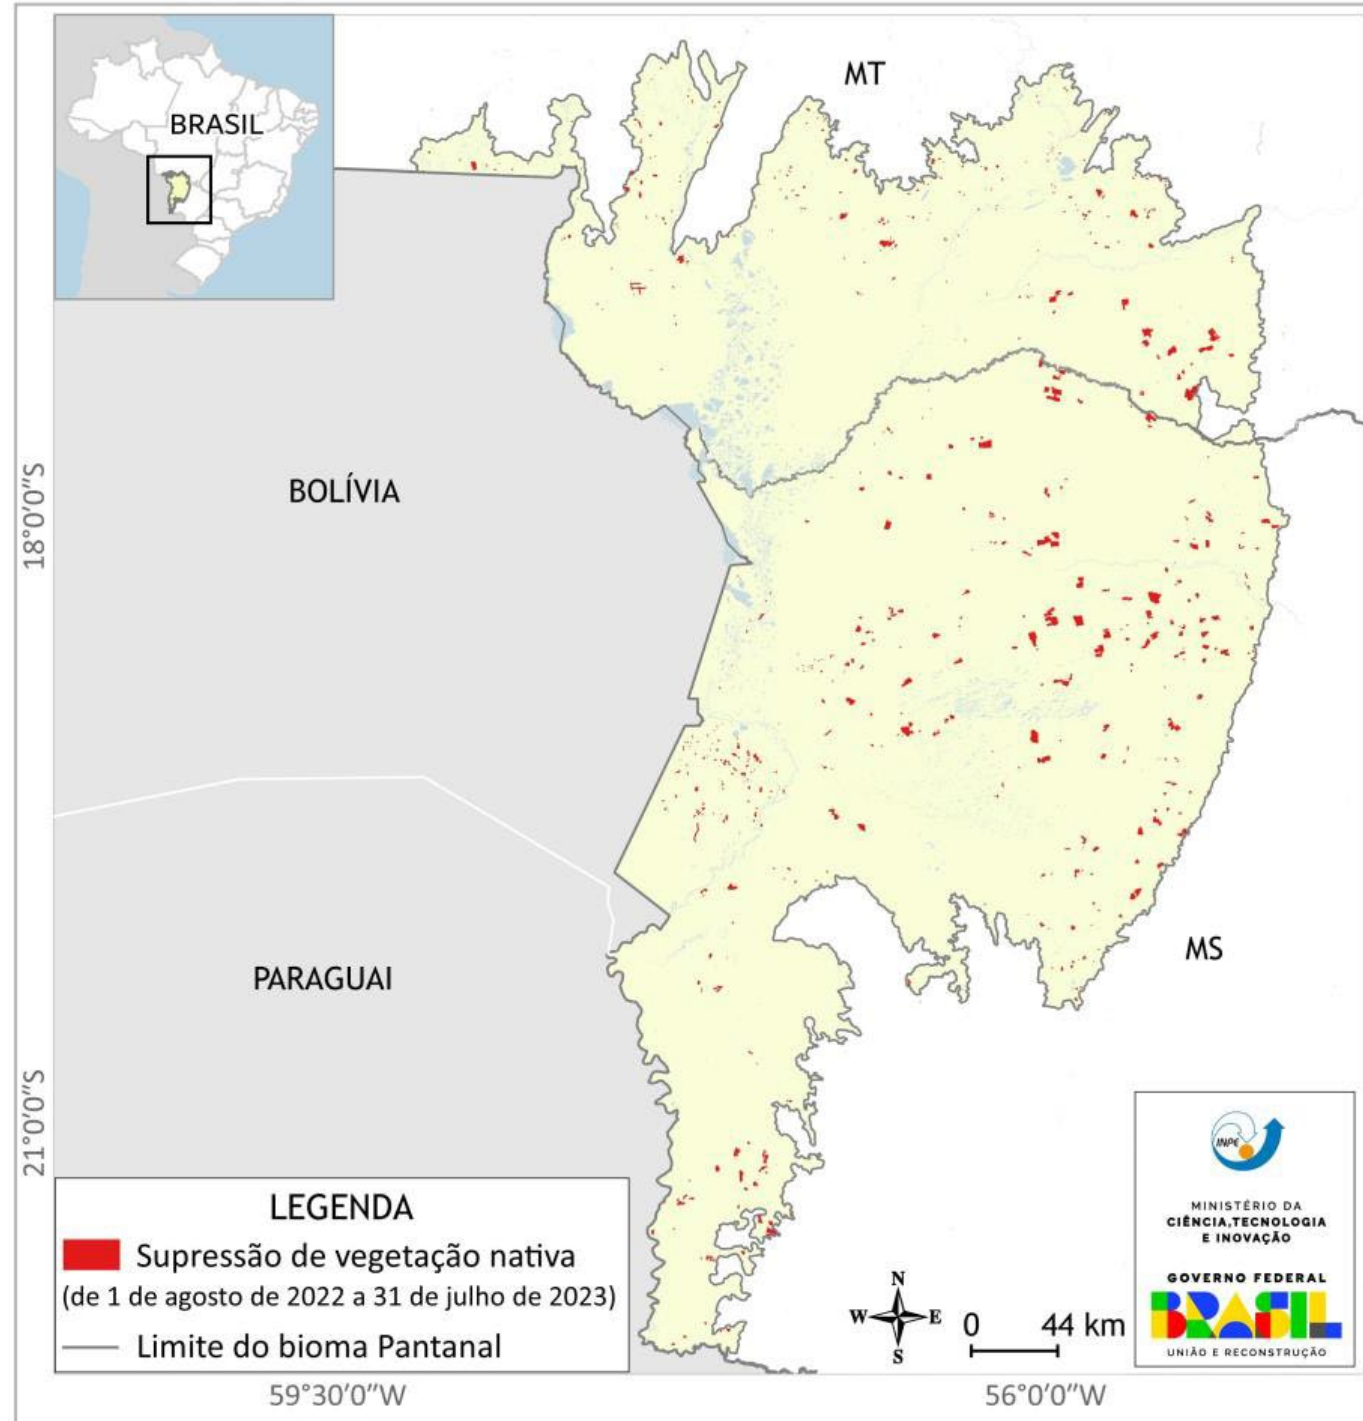 BRASIL
MT
BOLÍVIA
18°0'0"S
PARAGUAI
MS
21°0'0"S
LEGENDA
Supressão de vegetação nativa
(de 1 de agosto de 2022 a 31 de julho de 2023)
Limite do bioma Pantanal
N
W
E
S
0
44 km
INPE
MINISTÉRIO DA
CIÊNCIA,TECNOLOGIA
E INOVAÇÃO
GOVERNO FEDERAL
BRASIL
UNIÃO E RECONSTRUÇÃO
59°30'0"W
56°0'0"W